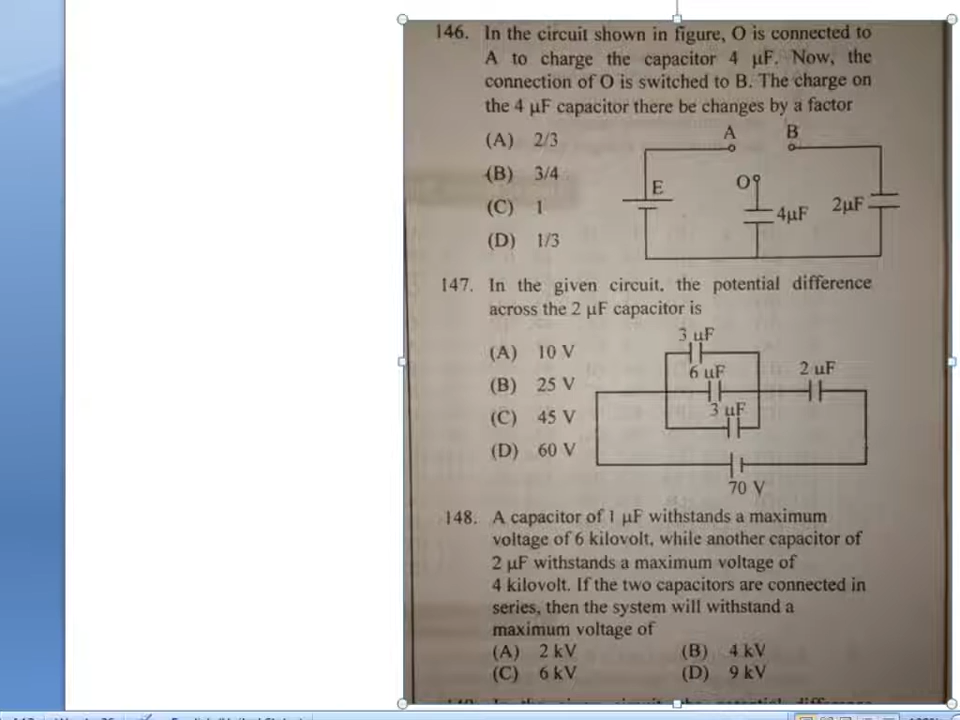 146. In the circuit shown in figure, O is connected to
A to charge the capacitor 4 μF. Now, the
connection of O is switched to B. The charge on
the 4 μF capacitor there be changes by a factor
(A) 2/3
(B) 3/4
(C) 1
(D) 1/3
A B
E
O
4μF
2μF
147. In the given circuit, the potential difference
across the 2 μF capacitor is
(A) 10 V
(B) 25 V
(C) 45 V
(D) 60 V
3 uF
6 uF
2 uF
3 uF
70 V
148. A capacitor of 1 μF withstands a maximum
voltage of 6 kilovolt, while another capacitor of
2 μF withstands a maximum voltage of
4 kilovolt. If the two capacitors are connected in
series, then the system will withstand a
maximum voltage of
(A) 2 kV (B) 4 kV
(C) 6 kV (D) 9 kV